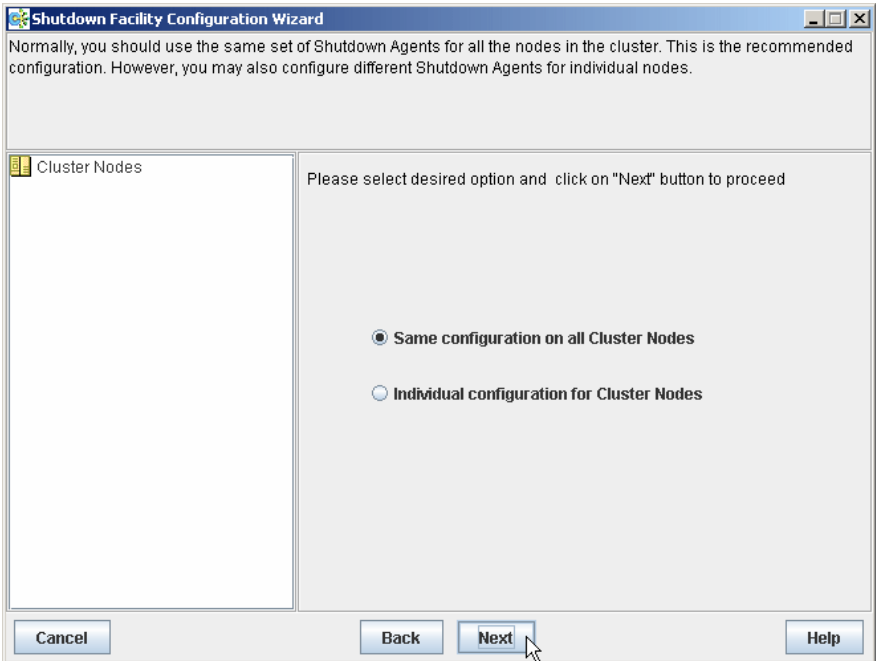 Shutdown Facility Configuration Wizard
Normally, you should use the same set of Shutdown Agents for all the nodes in the cluster. This is the recommended
configuration. However, you may also configure different Shutdown Agents for individual nodes.
Cluster Nodes
Please select desired option and click on "Next" button to proceed
Same configuration on all Cluster Nodes
Individual configuration for Cluster Nodes
Cancel
Back
Next
Help